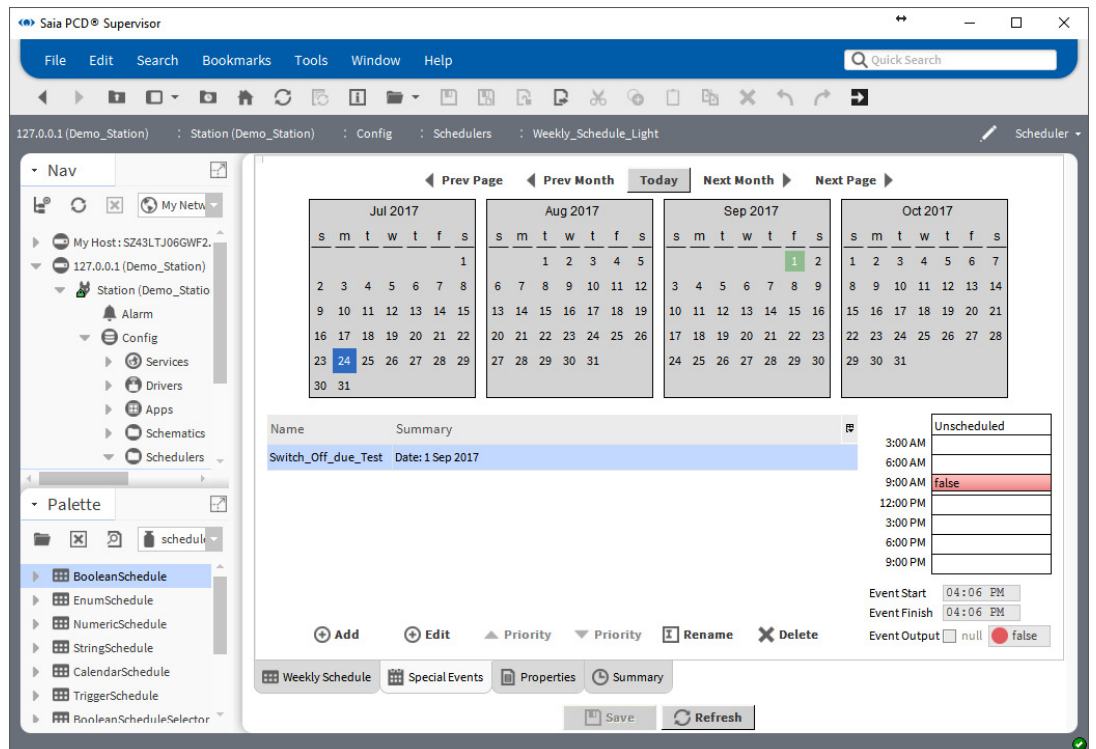 Saia PCD® Supervisor
File Edit Search Bookmarks Tools Window Help
Quick Search
127.0.0.1 (Demo_Station) : Station (Demo_Station) : Config : Schedulers : Weekly_Schedule_Light
Scheduler
Nav
My Netw
My Host : SZ43LTJ06GWF2.
127.0.0.1 (Demo_Station)
Station (Demo_Statio
Alarm
Config
Services
Drivers
Apps
Schematics
Schedulers
Palette
schedule
BooleanSchedule
EnumSchedule
NumericSchedule
StringSchedule
CalendarSchedule
TriggerSchedule
BooleanScheduleSelector
Prev Page Prev Month Today Next Month Next Page
Jul 2017
s m t w t f s
1
2 3 4 5 6 7 8
9 10 11 12 13 14 15
16 17 18 19 20 21 22
23 24 25 26 27 28 29
30 31
Aug 2017
s m t w t f s
1 2 3 4 5
6 7 8 9 10 11 12
13 14 15 16 17 18 19
20 21 22 23 24 25 26
27 28 29 30 31
Sep 2017
s m t w t f s
1 2
3 4 5 6 7 8 9
10 11 12 13 14 15 16
17 18 19 20 21 22 23
24 25 26 27 28 29 30
Oct 2017
s m t w t f s
1 2 3 4 5 6 7
8 9 10 11 12 13 14
15 16 17 18 19 20 21
22 23 24 25 26 27 28
29 30 31
Name Summary
Switch_Off_due_Test Date: 1 Sep 2017
Unscheduled
3:00 AM
6:00 AM
9:00 AM false
12:00 PM
3:00 PM
6:00 PM
9:00 PM
Event Start 04:06 PM
Event Finish 04:06 PM
Event Output null false
Add Edit Priority Priority Rename Delete
Weekly Schedule Special Events Properties Summary
Save Refresh